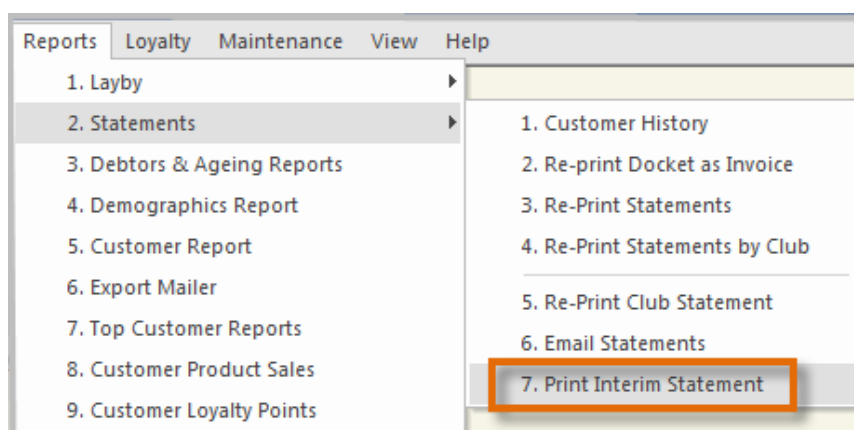 Reports Loyalty Maintenance View Help
1. Layby
2. Statements
3. Debtors & Ageing Reports
4. Demographics Report
5. Customer Report
6. Export Mailer
7. Top Customer Reports
8. Customer Product Sales
9. Customer Loyalty Points
1. Customer History
2. Re-print Docket as Invoice
3. Re-Print Statements
4. Re-Print Statements by Club
5. Re-Print Club Statement
6. Email Statements
7. Print Interim Statement